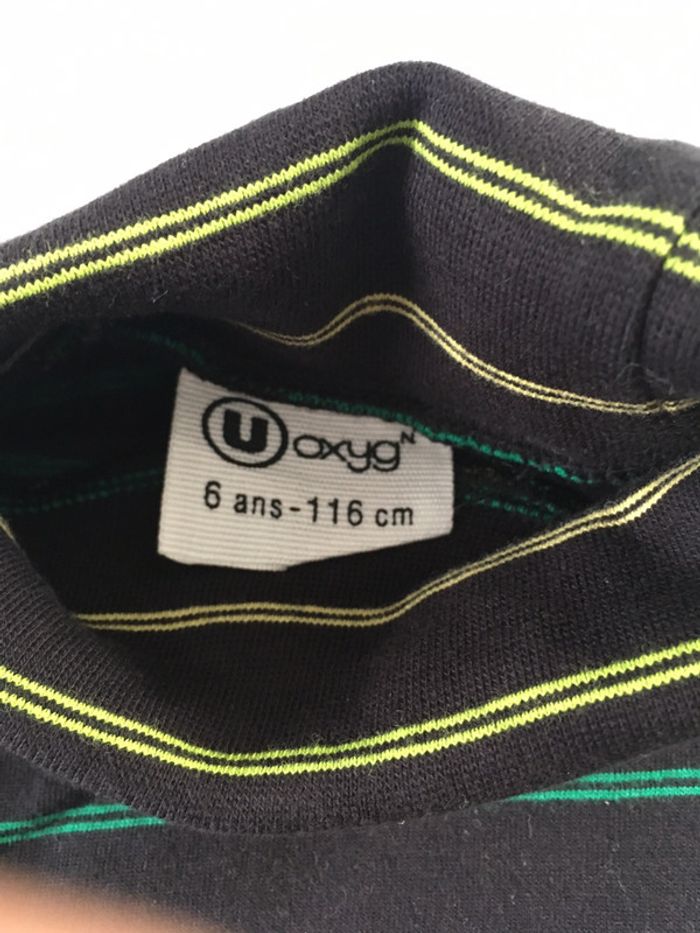 U oxyg N
6 ans - 116 cm